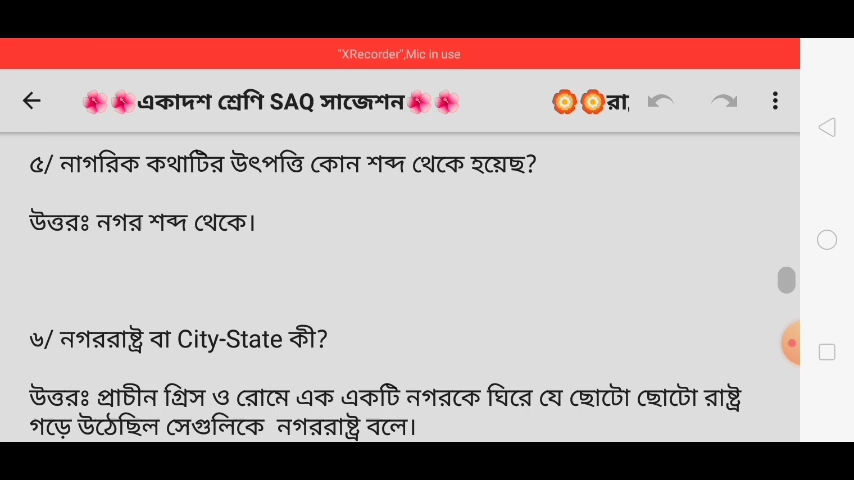 "XRecorder",Mic in use
একাদশ শ্রেণি SAQ সাজেশন রা
৫/ নাগরিক কথাটির উৎপত্তি কোন শব্দ থেকে হয়েছ?
উত্তরঃ নগর শব্দ থেকে।
৬/ নগররাষ্ট্র বা City-State কী?
উত্তরঃ প্রাচীন গ্রিস ও রোমে এক একটি নগরকে ঘিরে যে ছোটো ছোটো রাষ্ট্র
গড়ে উঠেছিল সেগুলিকে নগররাষ্ট্র বলে।